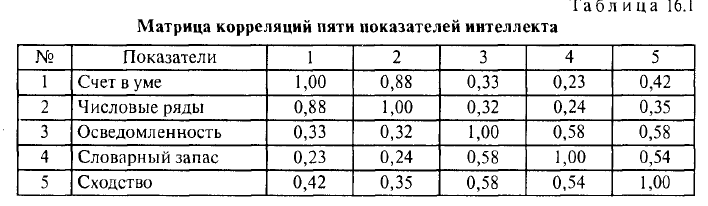 Таблица 16.1
Матрица корреляций пяти показателей интеллекта
№ Показатели 1 2 3 4 5
1 Счет в уме 1,00 0,88 0,33 0,23 0,42
2 Числовые ряды 0,88 1,00 0,32 0,24 0,35
3 Осведомленность 0,33 0,32 1,00 0,58 0,58
4 Словарный запас 0,23 0,24 0,58 1,00 0,54
5 Сходство 0,42 0,35 0,58 0,54 1,00